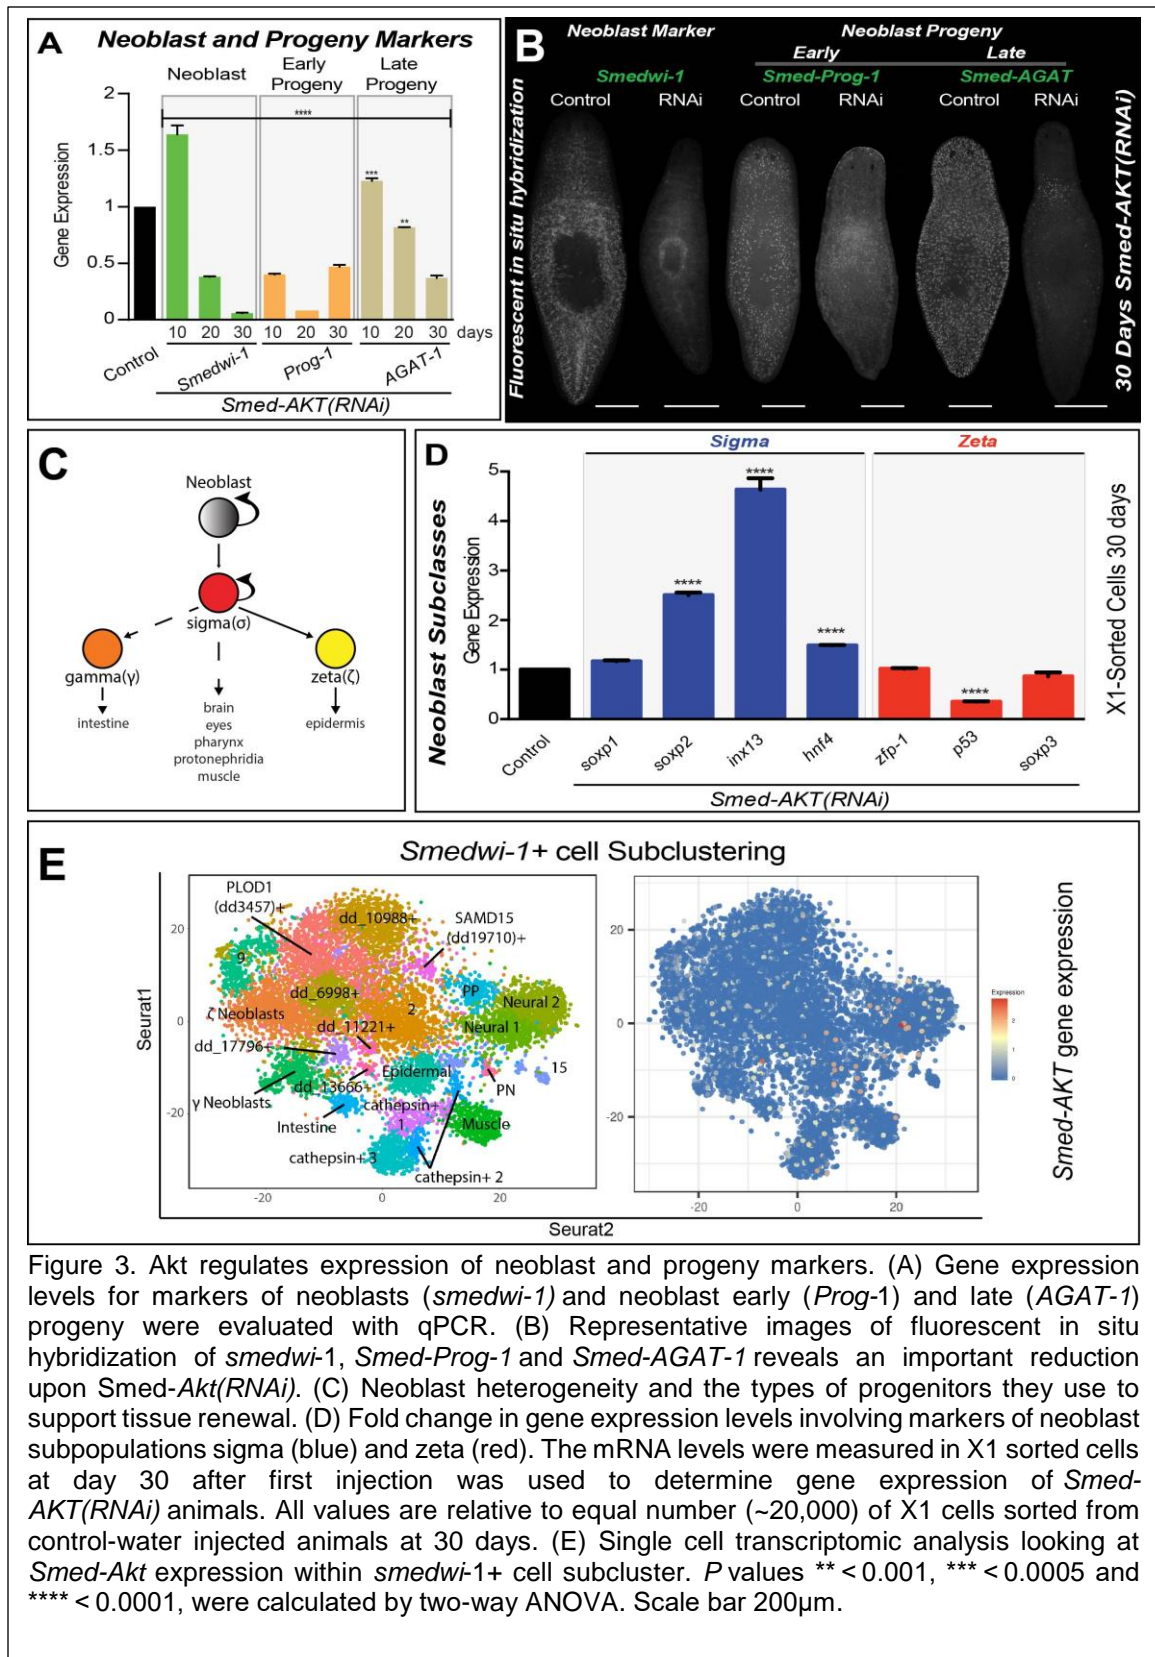 A
Neoblast and Progeny Markers
Neoblast
Early
Progeny
Late
Progeny
Gene Expression
2
1.5
1
0.5
0
****
***
**
10 20 30 10 20 30 10 20 30 days
Control
Smedwi-1
Prog-1
AGAT-1
Smed-AKT(RNAi)
B
Neoblast Marker
Neoblast Progeny
Early
Late
Smedwi-1
Smed-Prog-1
Smed-AGAT
Control RNAi Control RNAi Control RNAi
Fluorescent in situ hybridization
30 Days Smed-AKT(RNAi)
C
Neoblast
sigma(σ)
gamma(γ)
zeta(ζ)
intestine
brain
eyes
pharynx
protonephridia
muscle
epidermis
D
Sigma
Zeta
Neoblast Subclasses
Gene Expression
5
4
3
2
1
0
****
****
****
****
Control
soxp1
soxp2
inx13
hnf4
zfp-1
p53
soxp3
Smed-AKT(RNAi)
X1-Sorted Cells 30 days
E
Smedwi-1+ cell Subclustering
PLOD1
(dd3457)+
dd_10988+
SAMD15
(dd19710)+
9
dd_6998+
PP
Neural 2
ζ Neoblasts
2
dd_11221+
Neural 1
dd_17796+
Epidermal
15
dd_13666+
PN
γ Neoblasts
cathepsin+
1
Intestine
Muscle
cathepsin+ 3
cathepsin+ 2
Seurat1
20
0
-20
-20 0 20
Seurat2
20
0
-20
-20 0 20
Expression
2
1
0
Smed-AKT gene expression
Figure 3. Akt regulates expression of neoblast and progeny markers. (A) Gene expression
levels for markers of neoblasts (smedwi-1) and neoblast early (Prog-1) and late (AGAT-1)
progeny were evaluated with qPCR. (B) Representative images of fluorescent in situ
hybridization of smedwi-1, Smed-Prog-1 and Smed-AGAT-1 reveals an important reduction
upon Smed-Akt(RNAi). (C) Neoblast heterogeneity and the types of progenitors they use to
support tissue renewal. (D) Fold change in gene expression levels involving markers of neoblast
subpopulations sigma (blue) and zeta (red). The mRNA levels were measured in X1 sorted cells
at day 30 after first injection was used to determine gene expression of Smed-
AKT(RNAi) animals. All values are relative to equal number (~20,000) of X1 cells sorted from
control-water injected animals at 30 days. (E) Single cell transcriptomic analysis looking at
Smed-Akt expression within smedwi-1+ cell subcluster. P values ** < 0.001, *** < 0.0005 and
**** < 0.0001, were calculated by two-way ANOVA. Scale bar 200µm.